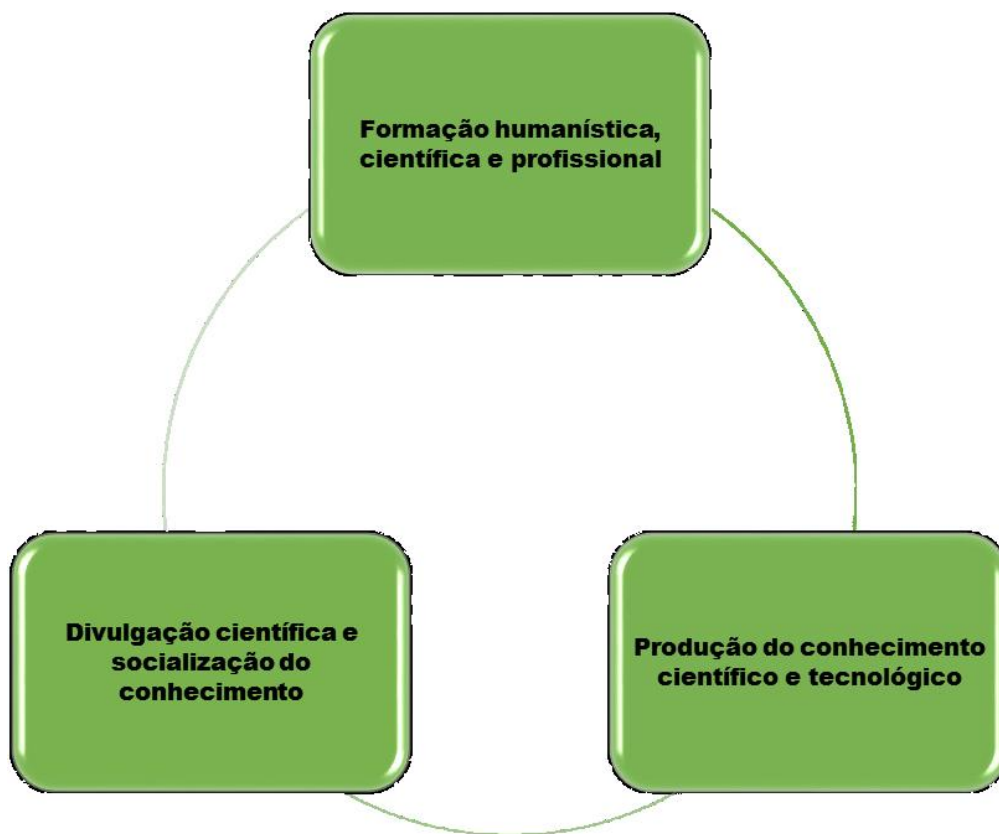 Formação humanística,
científica e profissional
Divulgação científica e
socialização do
conhecimento
Produção do conhecimento
científico e tecnológico